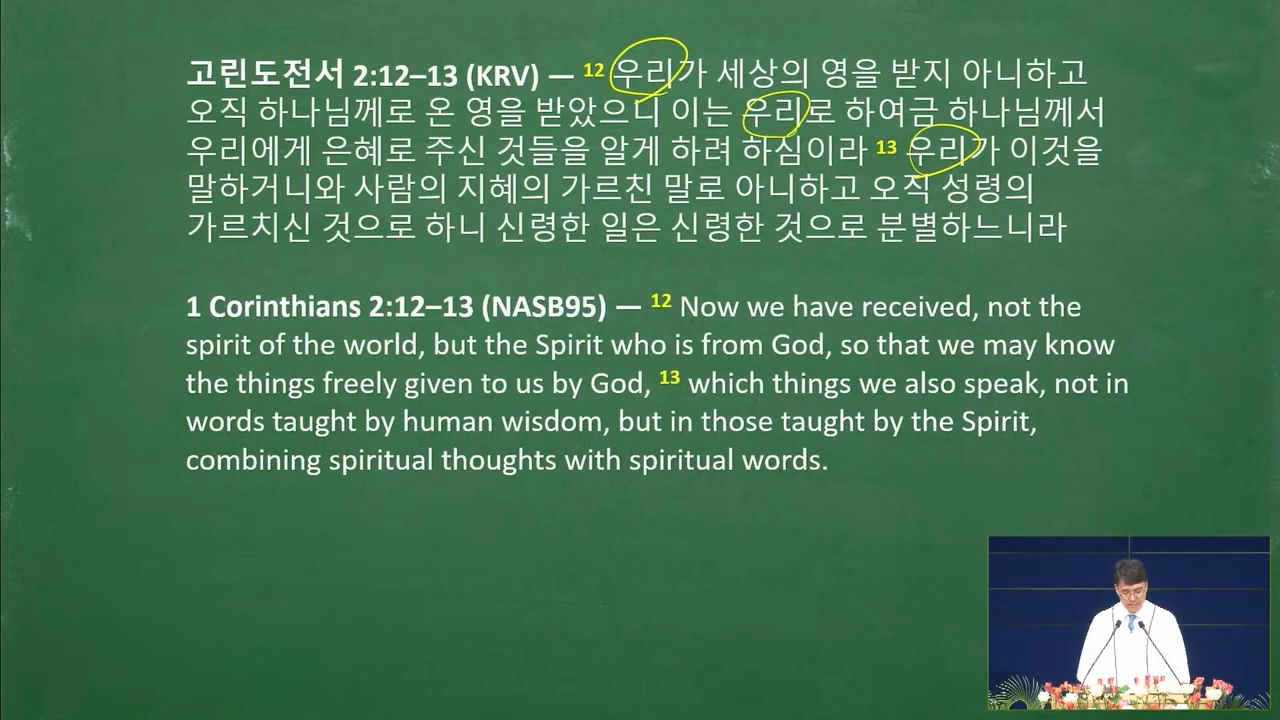 고린도전서 2:12–13 (KRV) — 12 우리가 세상의 영을 받지 아니하고
오직 하나님께로 온 영을 받았으니 이는 우리로 하여금 하나님께서
우리에게 은혜로 주신 것들을 알게 하려 하심이라 13 우리가 이것을
말하거니와 사람의 지혜의 가르친 말로 아니하고 오직 성령의
가르치신 것으로 하니 신령한 일은 신령한 것으로 분별하느니라
1 Corinthians 2:12–13 (NASB95) — 12 Now we have received, not the
spirit of the world, but the Spirit who is from God, so that we may know
the things freely given to us by God, 13 which things we also speak, not in
words taught by human wisdom, but in those taught by the Spirit,
combining spiritual thoughts with spiritual words.